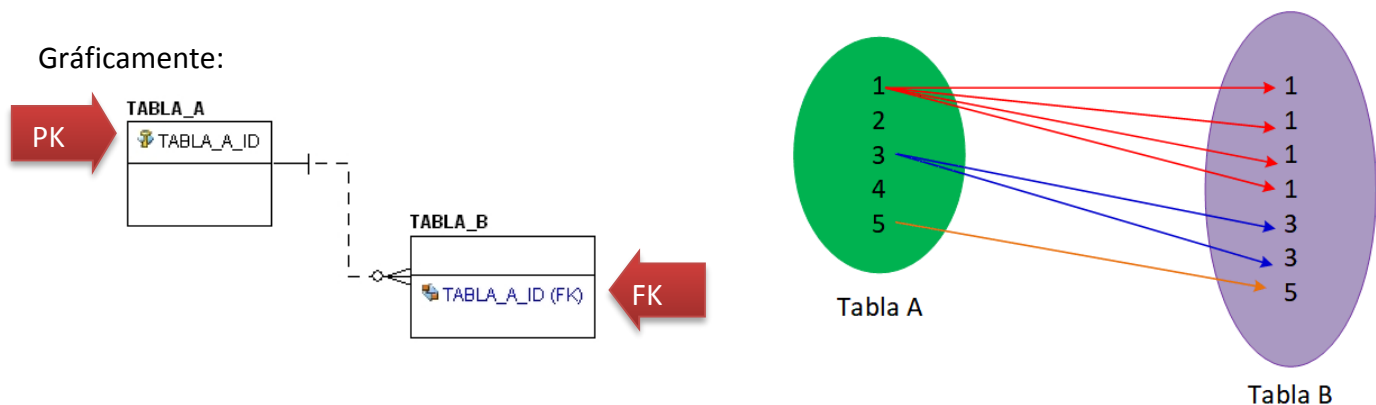 Gráficamente:
PK
TABLA_A
TABLA_A_ID
TABLA_B
TABLA_A_ID (FK)
FK
1
2
3
4
5
Tabla A
1
1
1
1
3
3
5
Tabla B